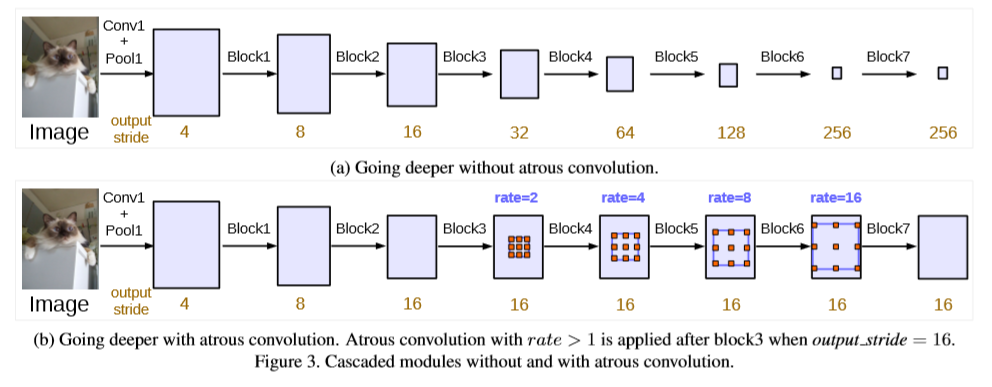 Conv1
+
Pool1
Block1 Block2 Block3 Block4 Block5 Block6 Block7
Image
output
stride
4 8 16 32 64 128 256 256
(a) Going deeper without atrous convolution.
rate=2 rate=4 rate=8 rate=16
Conv1
+
Pool1
Block1 Block2 Block3 Block4 Block5 Block6 Block7
Image
output
stride
4 8 16 16 16 16 16 16
(b) Going deeper with atrous convolution. Atrous convolution with rate > 1 is applied after block3 when output_stride = 16.
Figure 3. Cascaded modules without and with atrous convolution.